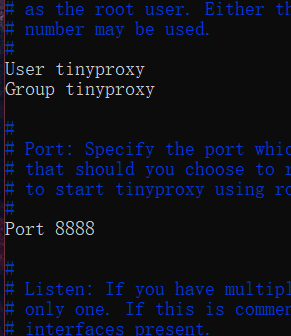 # as the root user. Either th
# number may be used.
#
User tinyproxy
Group tinyproxy
#
# Port: Specify the port whic
# that should you choose to r
# to start tinyproxy using ro
#
Port 8888
#
# Listen: If you have multipl
# only one. If this is commen
# interfaces present.